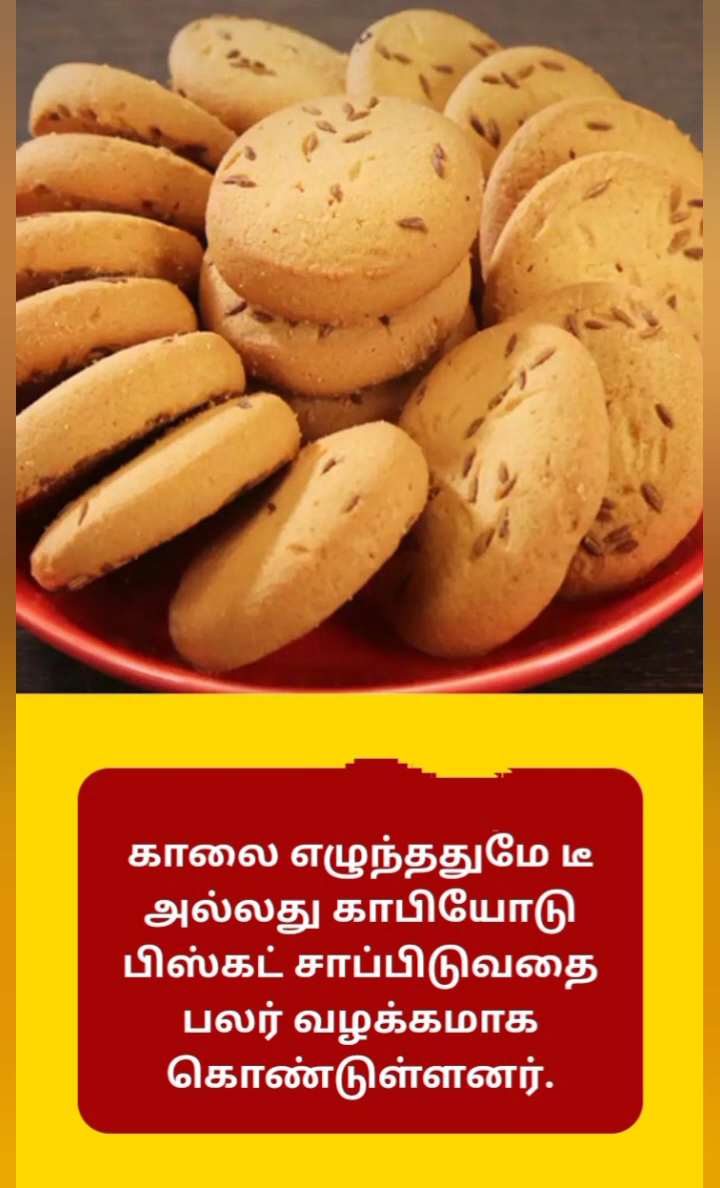 காலை எழுந்ததுமே டீ
அல்லது காபியோடு
பிஸ்கட் சாப்பிடுவதை
பலர் வழக்கமாக
கொண்டுள்ளனர்.